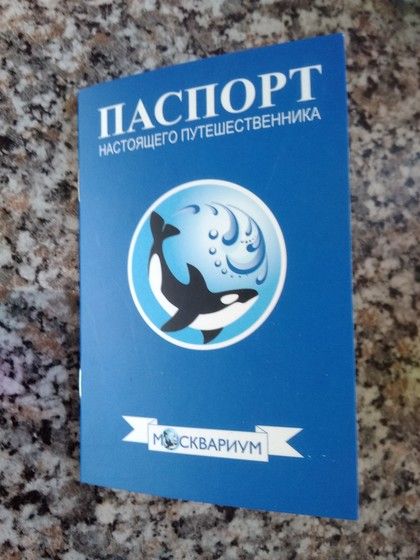 ПАСПОРТ
НАСТОЯЩЕГО ПУТЕШЕСТВЕННИКА
МОСКВАРИУМ